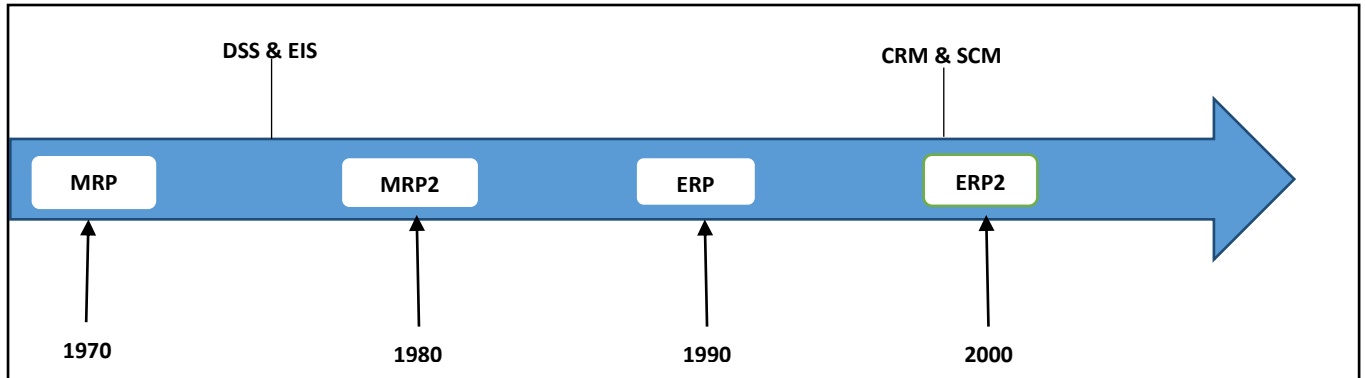 DSS & EIS
CRM & SCM
MRP
MRP2
ERP
ERP2
1970
1980
1990
2000